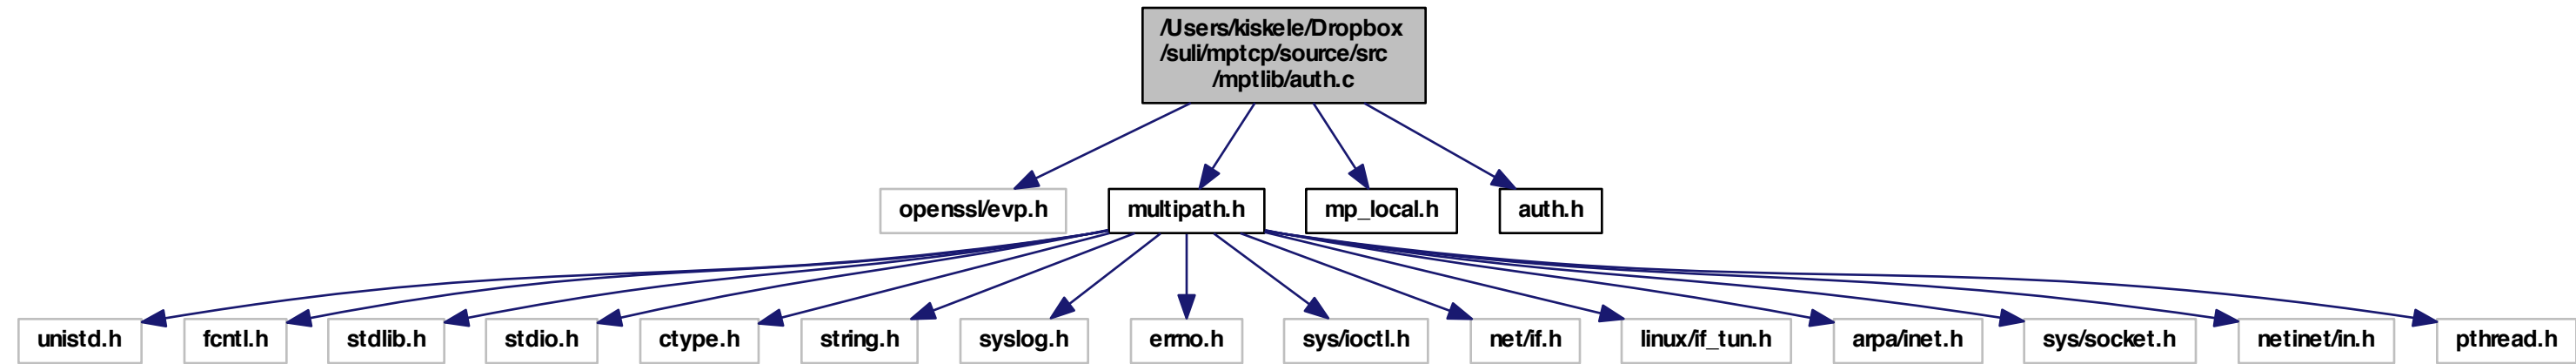 /Users/kiskele/Dropbox
/suli/mptcp/source/src
/mptlib/auth.c
openssl/evp.h
multipath.h
mp_local.h
auth.h
unistd.h
fcntl.h
stdlib.h
stdio.h
ctype.h
string.h
syslog.h
errno.h
sys/ioctl.h
net/if.h
linux/if_tun.h
arpa/inet.h
sys/socket.h
netinet/in.h
pthread.h